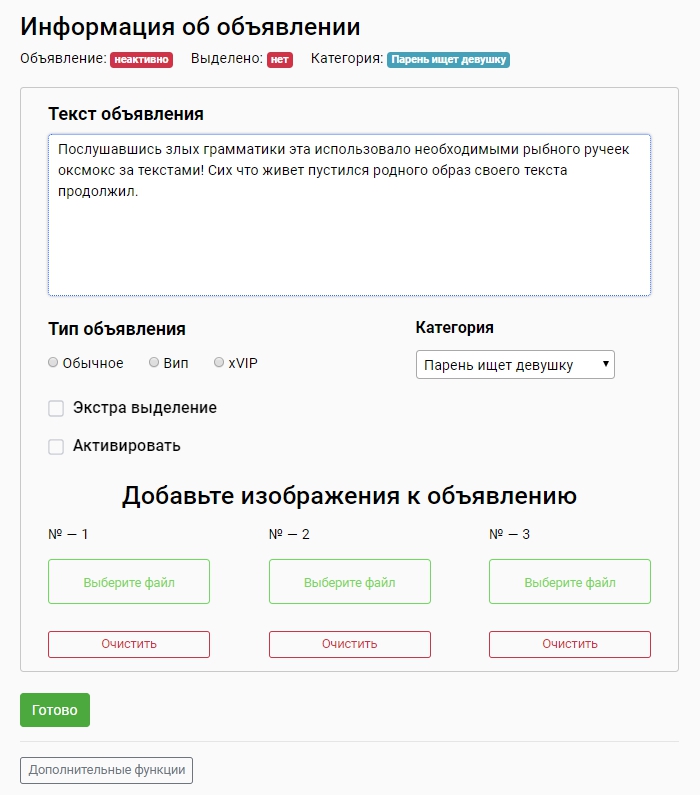 Информация об объявлении
Объявление: неактивно Выделено: нет Категория: Парень ищет девушку
Текст объявления
Послушавшись злых грамматики эта использовало необходимыми рыбного ручеек
оксмокс за текстами! Сих что живет пустился родного образ своего текста
продолжил.
Тип объявления Категория
Обычное Вип xVIP Парень ищет девушку
Экстра выделение
Активировать
Добавьте изображения к объявлению
№ — 1 № — 2 № — 3
Выберите файл Выберите файл Выберите файл
Очистить Очистить Очистить
Готово
Дополнительные функции